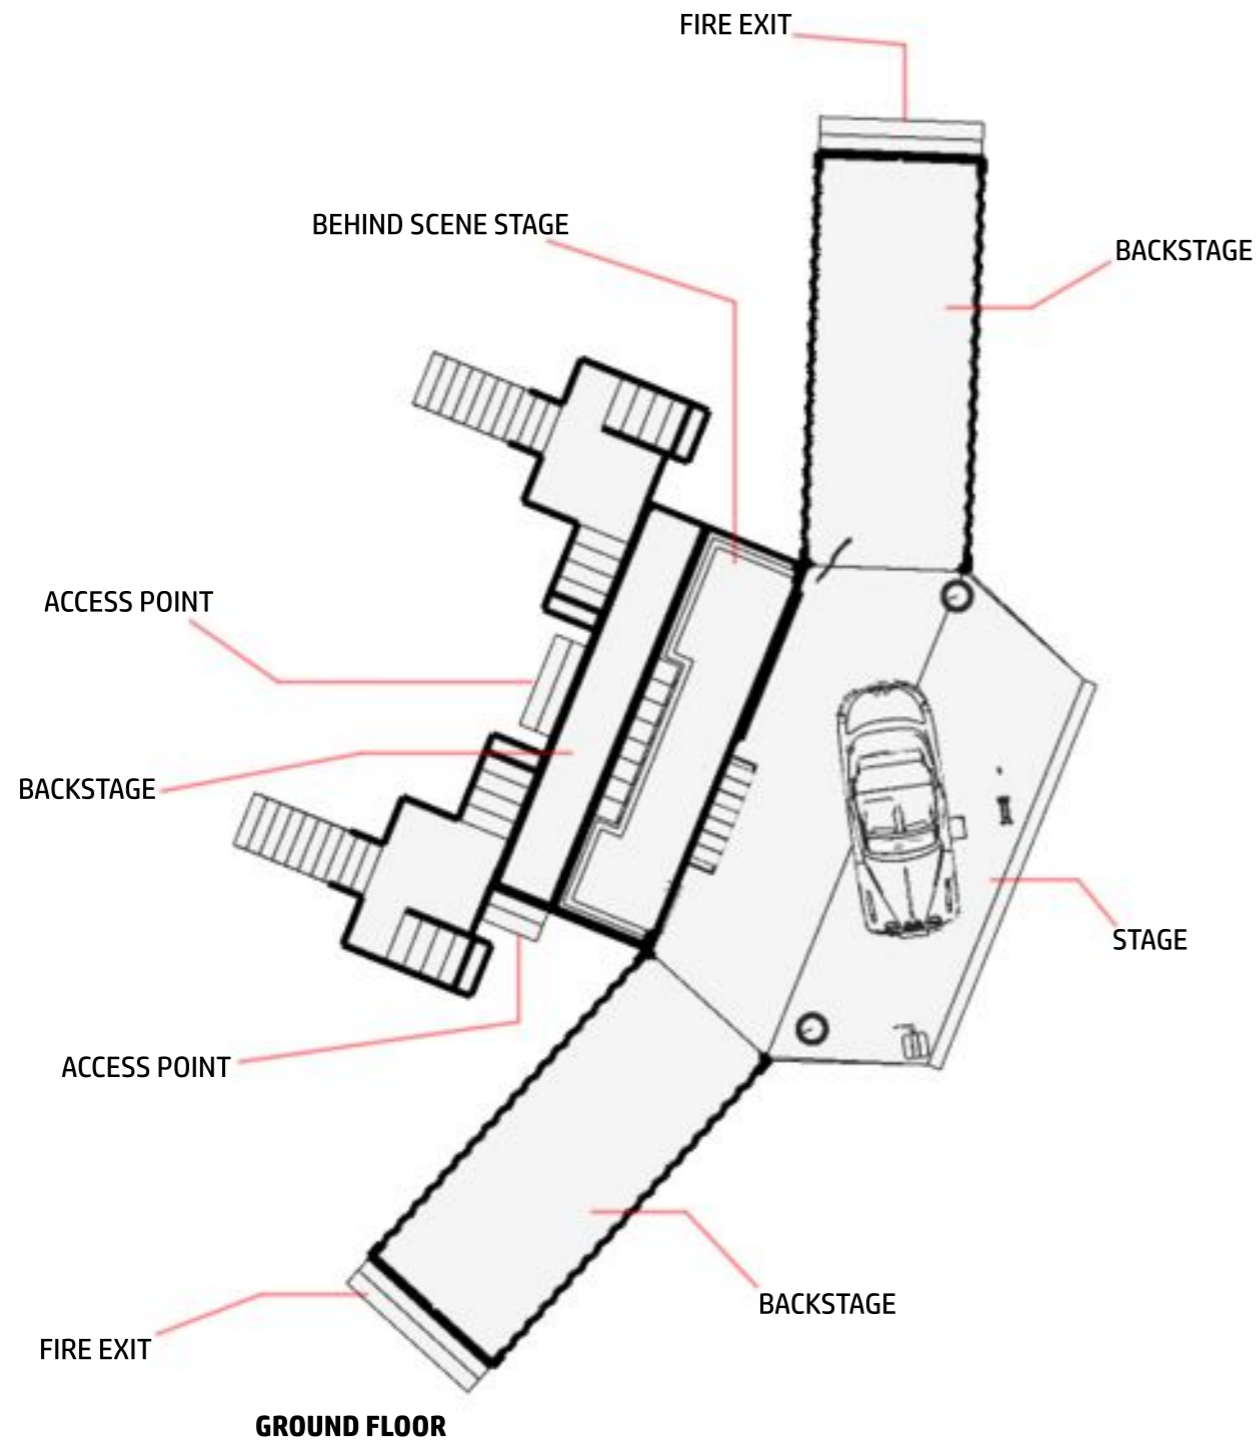 FIRE EXIT
BEHIND SCENE STAGE
BACKSTAGE
ACCESS POINT
BACKSTAGE
STAGE
ACCESS POINT
BACKSTAGE
FIRE EXIT
GROUND FLOOR